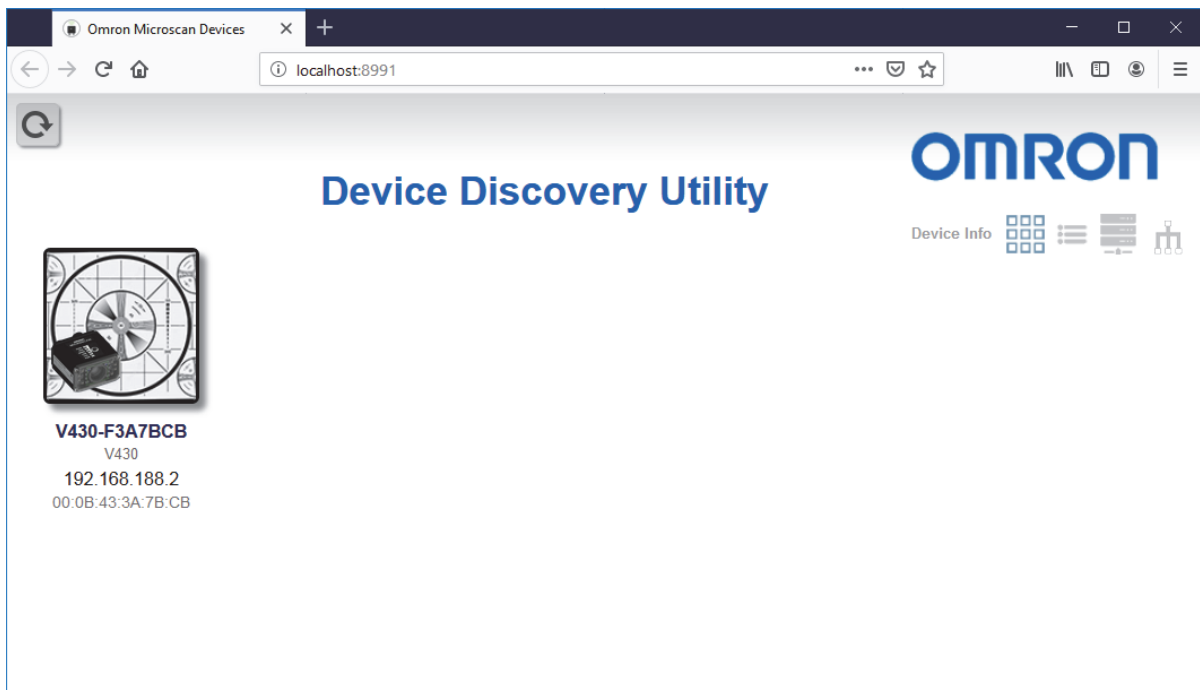 Omron Microscan Devices
localhost:8991
OMRON
Device Discovery Utility
Device Info
V430-F3A7BCB
V430
192.168.188.2
00:0B:43:3A:7B:CB